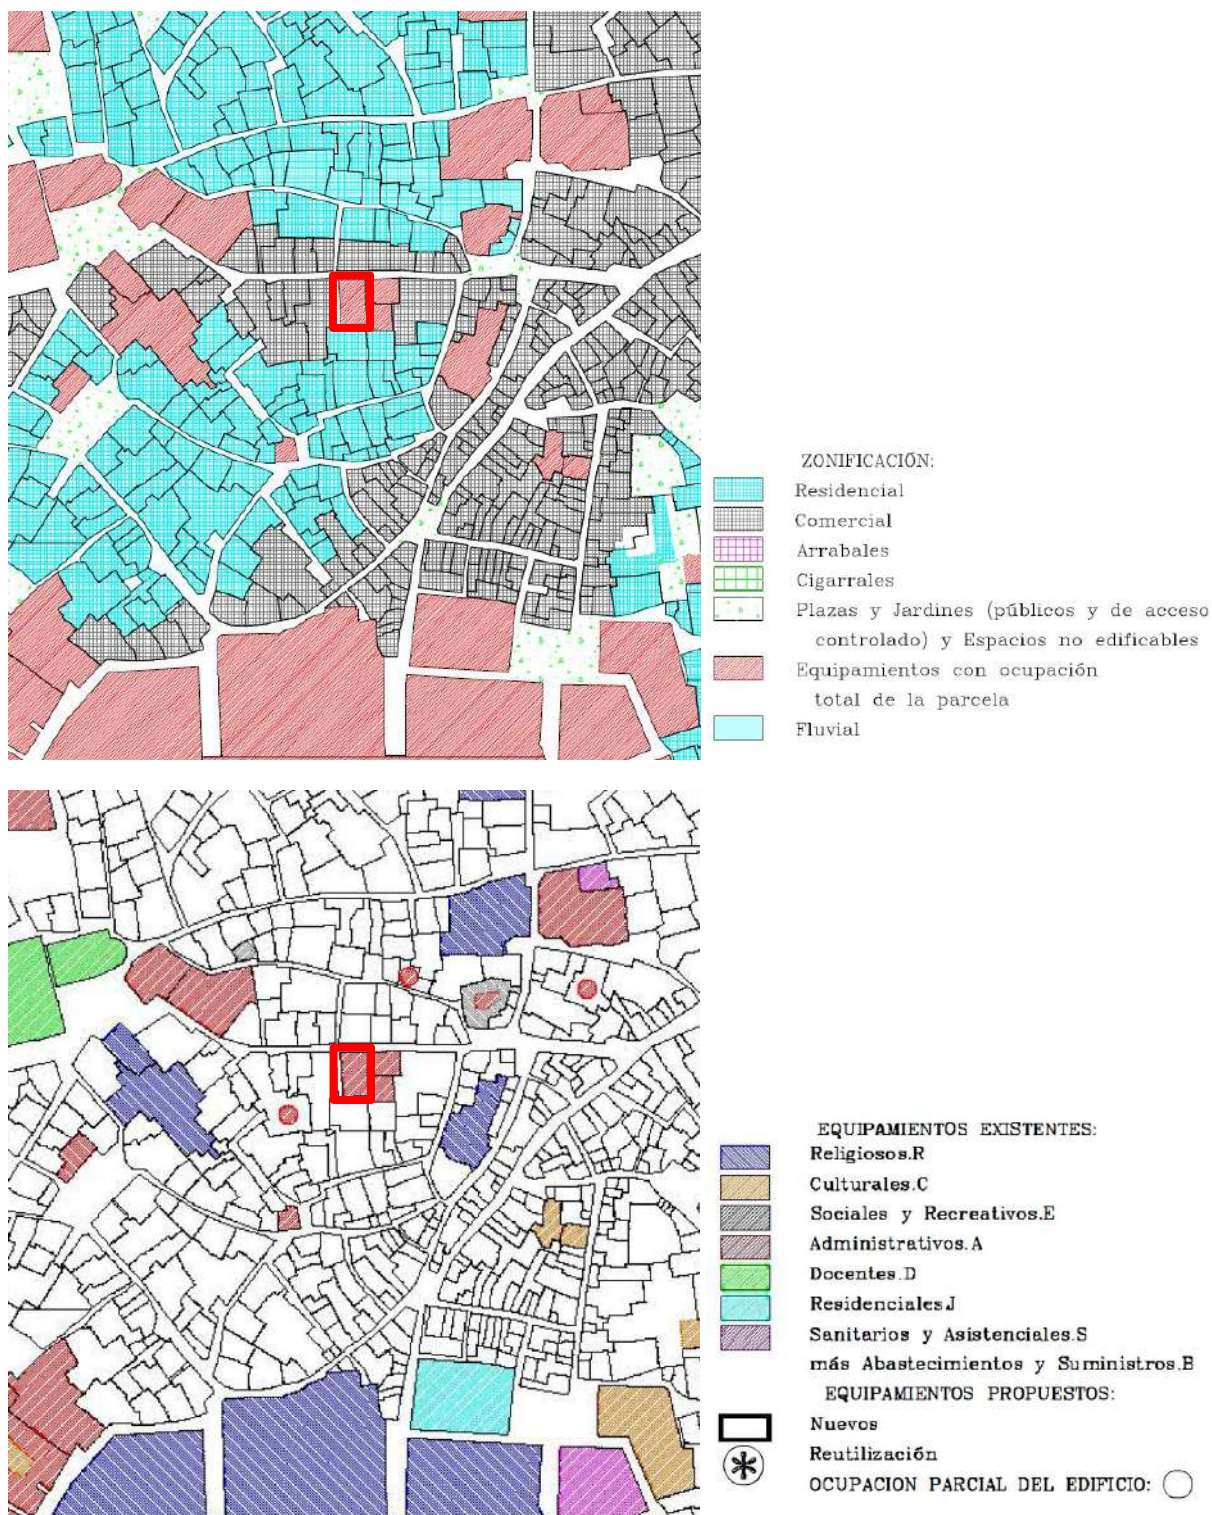 ZONIFICACIÓN:
Residencial
Comercial
Arrabales
Cigarrales
Plazas y Jardines (públicos y de acceso
controlado) y Espacios no edificables
Equipamientos con ocupación
total de la parcela
Fluvial
EQUIPAMIENTOS EXISTENTES:
Religiosos.R
Culturales.C
Sociales y Recreativos.E
Administrativos.A
Docentes.D
Residenciales.J
Sanitarios y Asistenciales.S
más Abastecimientos y Suministros.B
EQUIPAMIENTOS PROPUESTOS:
Nuevos
Reutilización
OCUPACION PARCIAL DEL EDIFICIO: